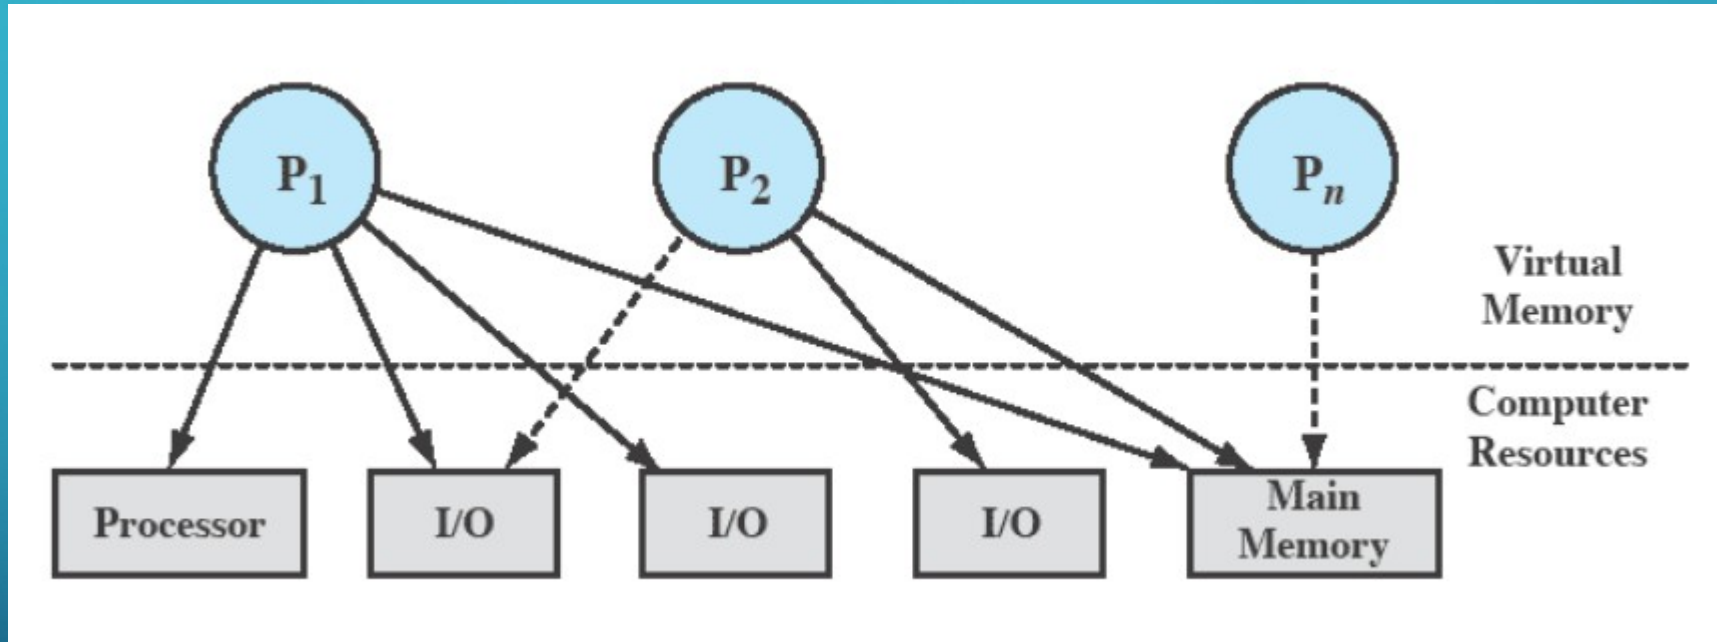 P1
P2
Pn
Virtual
Memory
Computer
Resources
Processor
I/O
I/O
I/O
Main
Memory